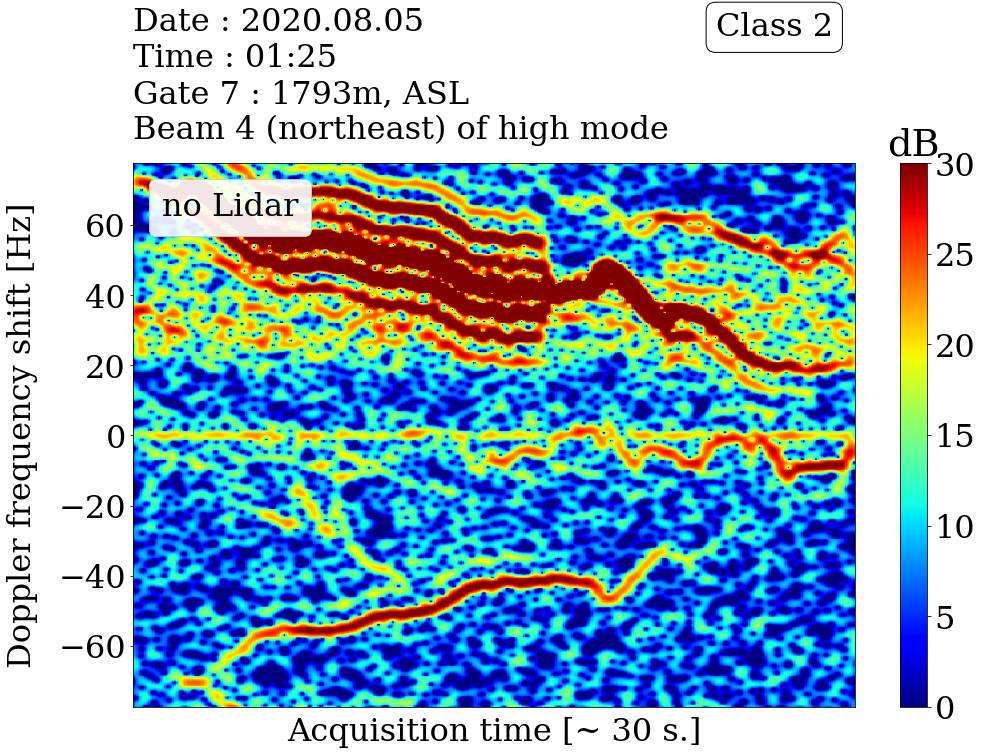 Date : 2020.08.05
Time : 01:25
Gate 7 : 1793m, ASL
Beam 4 (northeast) of high mode
Class 2
dB
no Lidar
Doppler frequency shift [Hz]
60
40
20
0
−20
−40
−60
30
25
20
15
10
5
0
Acquisition time [~ 30 s.]